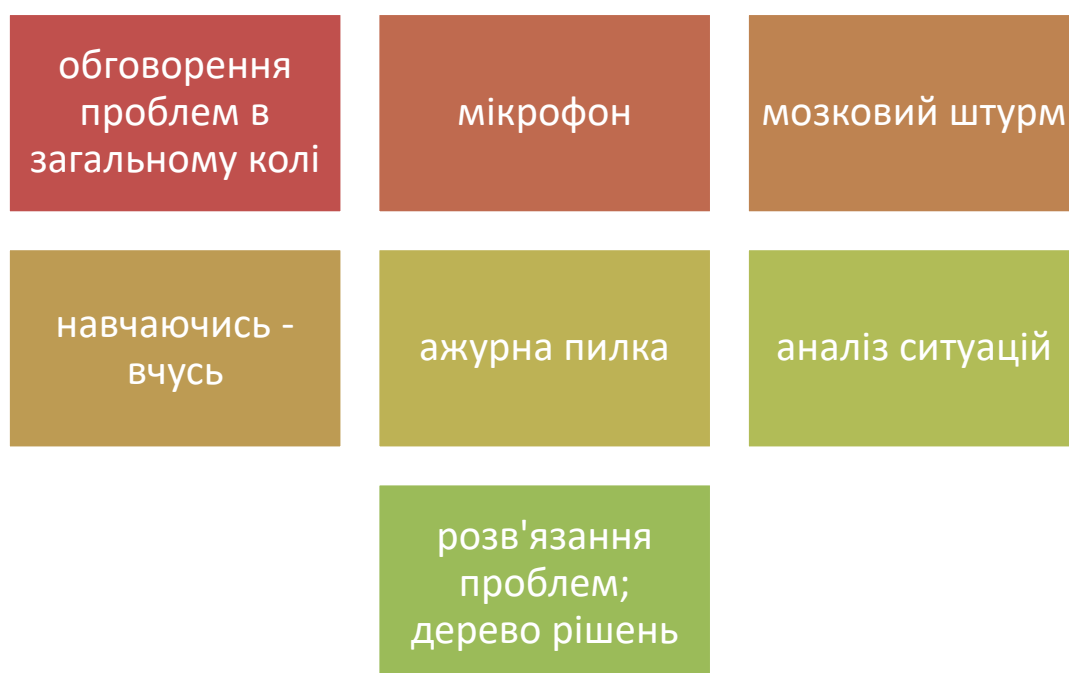 обговорення
проблем в
загальному колі
мікрофон
мозковий штурм
навчаючись -
вчусь
ажурна пилка
аналіз ситуацій
розв'язання
проблем;
дерево рішень